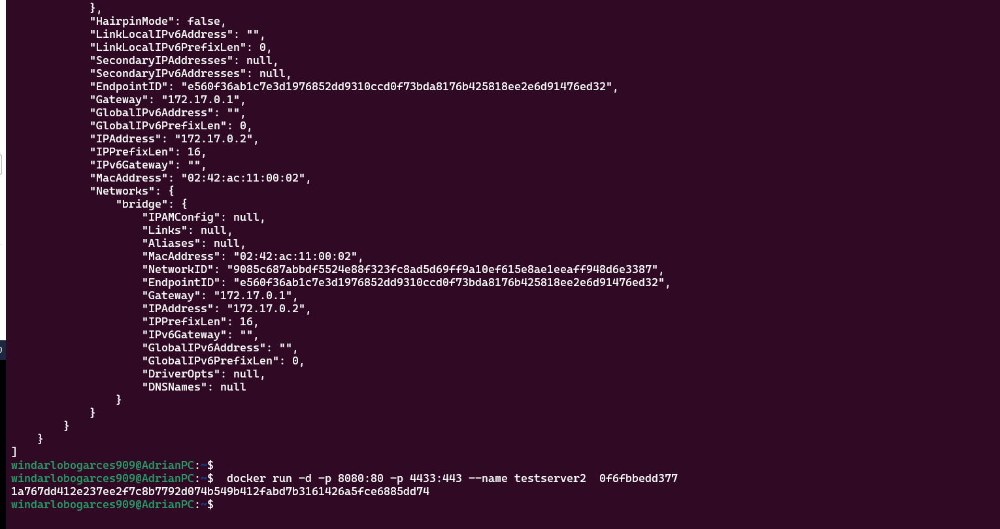 },
"HairpinMode": false,
"LinkLocalIPv6Address": "",
"LinkLocalIPv6PrefixLen": 0,
"SecondaryIPAddresses": null,
"SecondaryIPv6Addresses": null,
"EndpointID": "e560f36ab1c7e3d1976852dd9310ccd0f73bda8176b425818ee2e6d91476ed32",
"Gateway": "172.17.0.1",
"GlobalIPv6Address": "",
"GlobalIPv6PrefixLen": 0,
"IPAddress": "172.17.0.2",
"IPPrefixLen": 16,
"IPv6Gateway": "",
"MacAddress": "02:42:ac:11:00:02",
"Networks": {
"bridge": {
"IPAMConfig": null,
"Links": null,
"Aliases": null,
"MacAddress": "02:42:ac:11:00:02",
"NetworkID": "9085c687abbdf5524e88f323fc8ad5d69ff9a10ef615e8ae1eeaff948d6e3387",
"EndpointID": "e560f36ab1c7e3d1976852dd9310ccd0f73bda8176b425818ee2e6d91476ed32",
"Gateway": "172.17.0.1",
"IPAddress": "172.17.0.2",
"IPPrefixLen": 16,
"IPv6Gateway": "",
"GlobalIPv6Address": "",
"GlobalIPv6PrefixLen": 0,
"DriverOpts": null,
"DNSNames": null
}
}
}
}
]
windarlobogarces909@AdrianPC:~$
windarlobogarces909@AdrianPC:~$  docker run -d -p 8080:80 -p 4433:443 --name testserver2  0f6fbbedd377
1a767dd412e237ee2f7c8b7792d074b549b412fabd7b3161426a5fce6885dd74
windarlobogarces909@AdrianPC:~$